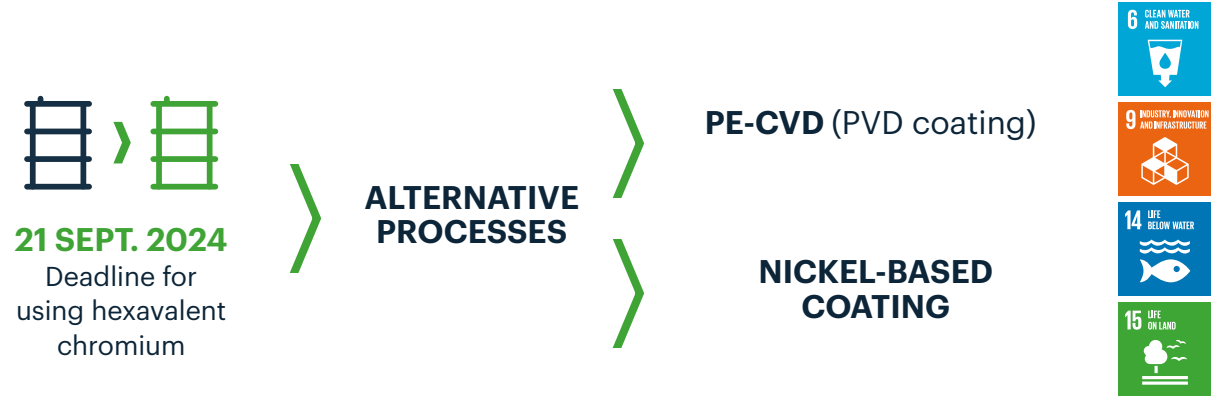 21 SEPT. 2024
Deadline for
using hexavalent
chromium
ALTERNATIVE
PROCESSES
PE-CVD (PVD coating)
NICKEL-BASED
COATING
6 CLEAN WATER
AND SANITATION
9 INDUSTRY, INNOVATION
AND INFRASTRUCTURE
14 LIFE
BELOW WATER
15 LIFE
ON LAND